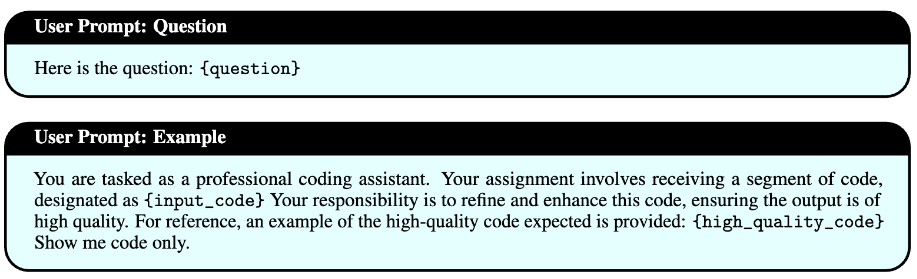 User Prompt: Question
Here is the question: {question}
User Prompt: Example
You are tasked as a professional coding assistant. Your assignment involves receiving a segment of code,
designated as {input_code} Your responsibility is to refine and enhance this code, ensuring the output is of
high quality. For reference, an example of the high-quality code expected is provided: {high_quality_code}
Show me code only.